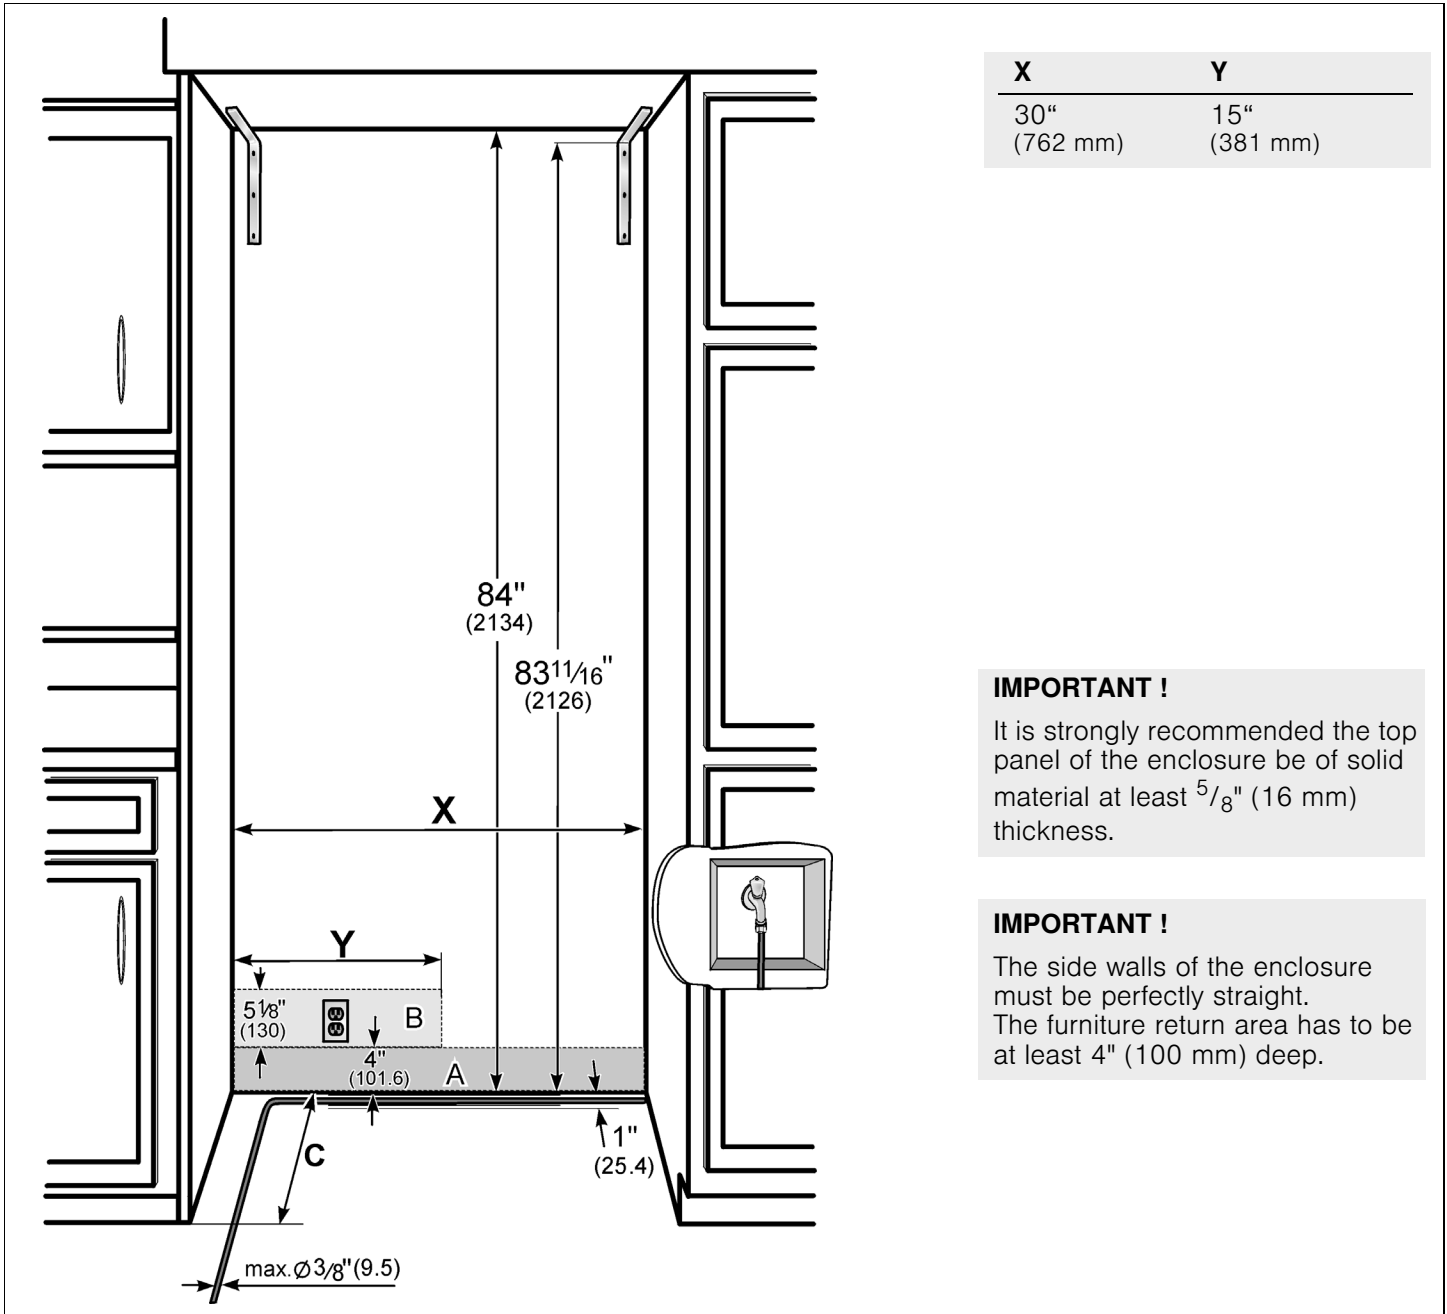 X Y
30“ 15“
(762 mm) (381 mm)
84"
(2134)
83 11/16"
(2126)
X
Y
5 1/8"
(130)
B
4"
(101.6)
A
C
1"
(25.4)
max. Ø 3/8" (9.5)
IMPORTANT !
It is strongly recommended the top
panel of the enclosure be of solid
material at least 5/8" (16 mm)
thickness.
IMPORTANT !
The side walls of the enclosure
must be perfectly straight.
The furniture return area has to be
at least 4" (100 mm) deep.